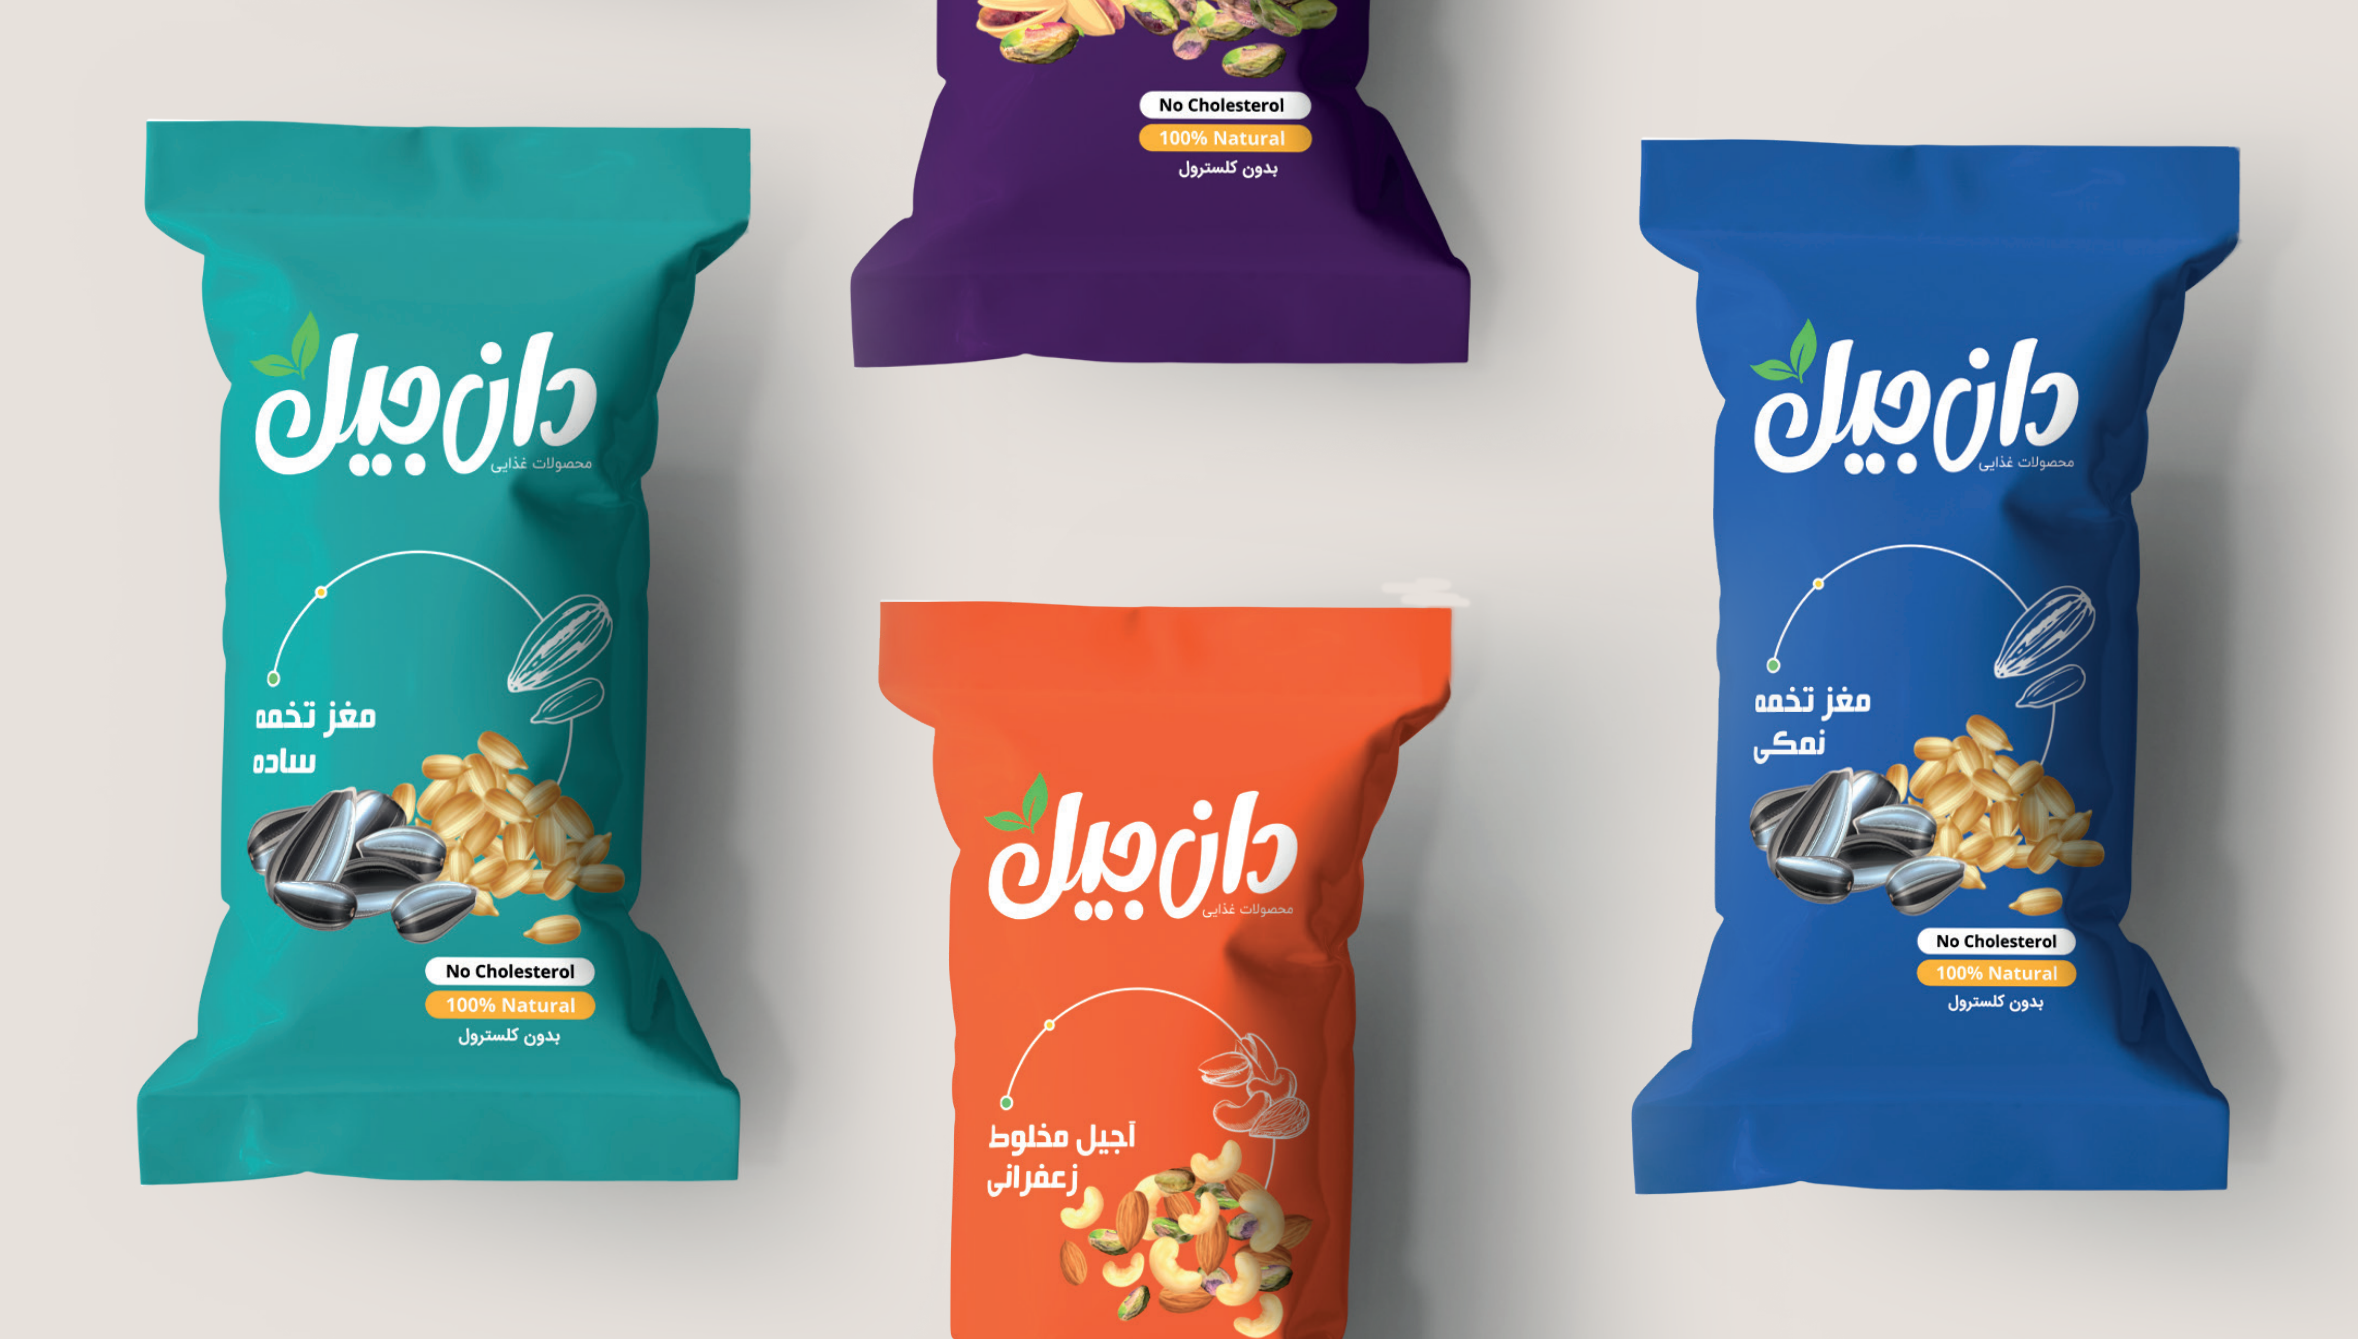 No Cholesterol
100% Natural
بدون کلسترول
دان جیل
محصولات غذایی
مغز تخمه
ساده
No Cholesterol
100% Natural
بدون کلسترول
دان جیل
محصولات غذایی
آجیل مخلوط
زعفرانی
دان جیل
محصولات غذایی
مغز تخمه
نمکی
No Cholesterol
100% Natural
بدون کلسترول